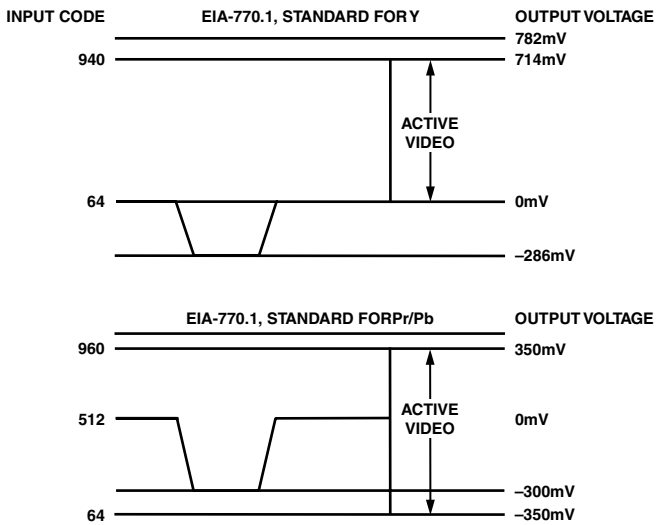 INPUT CODE EIA-770.1, STANDARD FOR Y OUTPUT VOLTAGE
782mV
940 714mV
ACTIVE
VIDEO
64 0mV
–286mV
EIA-770.1, STANDARD FORPr/Pb OUTPUT VOLTAGE
960 350mV
ACTIVE
VIDEO
512 0mV
–300mV
64 –350mV